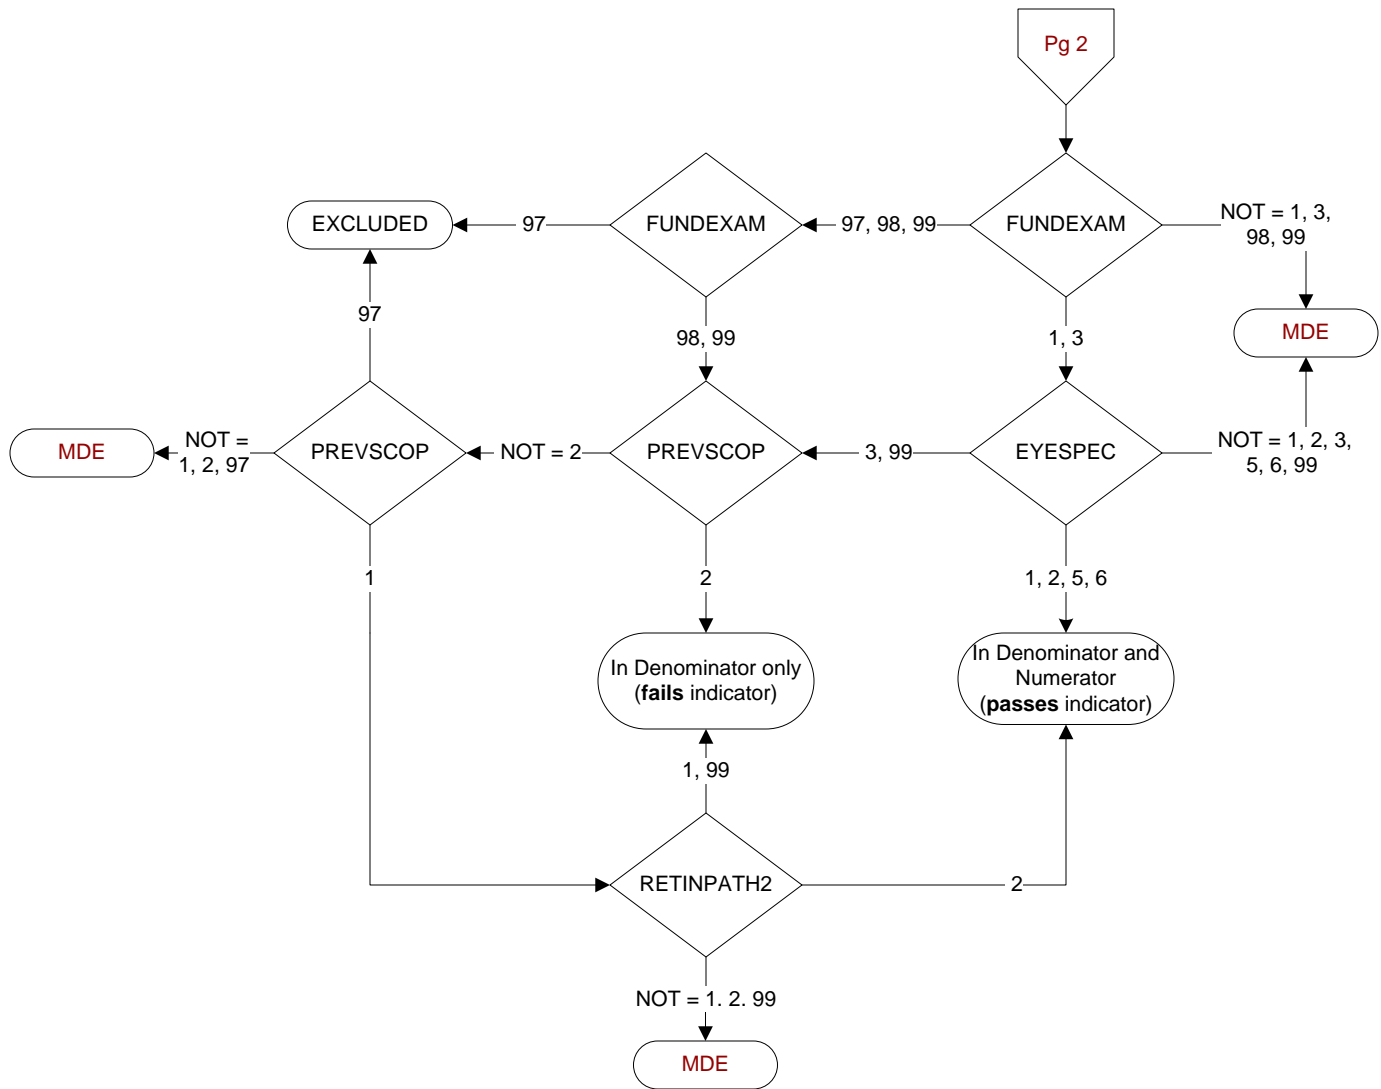 Pg 2
EXCLUDED
97
FUNDEXAM
97, 98, 99
FUNDEXAM
NOT = 1, 3,
98, 99
97
98, 99
1, 3
MDE
MDE
NOT =
1, 2, 97
PREVSCOP
NOT = 2
PREVSCOP
3, 99
EYESPEC
NOT = 1, 2, 3,
5, 6, 99
1
2
1, 2, 5, 6
In Denominator only
(fails indicator)
In Denominator and
Numerator
(passes indicator)
1, 99
RETINPATH2
2
NOT = 1. 2. 99
MDE